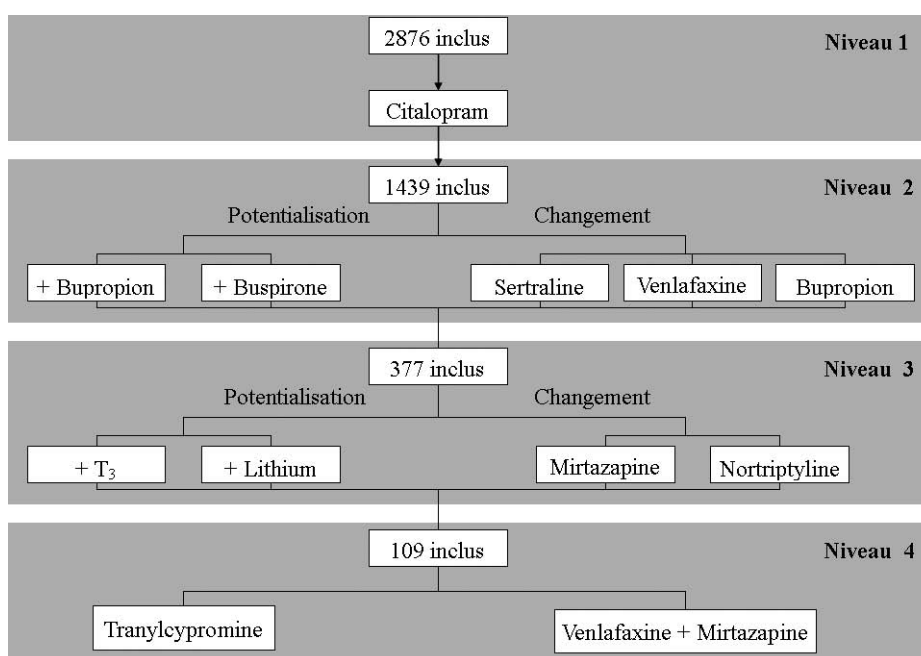 2876 inclus
Niveau 1
Citalopram
1439 inclus
Niveau 2
Potentialisation
Changement
+ Bupropion
+ Buspirone
Sertraline
Venlafaxine
Bupropion
377 inclus
Niveau 3
Potentialisation
Changement
+ T₃
+ Lithium
Mirtazapine
Nortriptyline
109 inclus
Niveau 4
Tranylcypromine
Venlafaxine + Mirtazapine